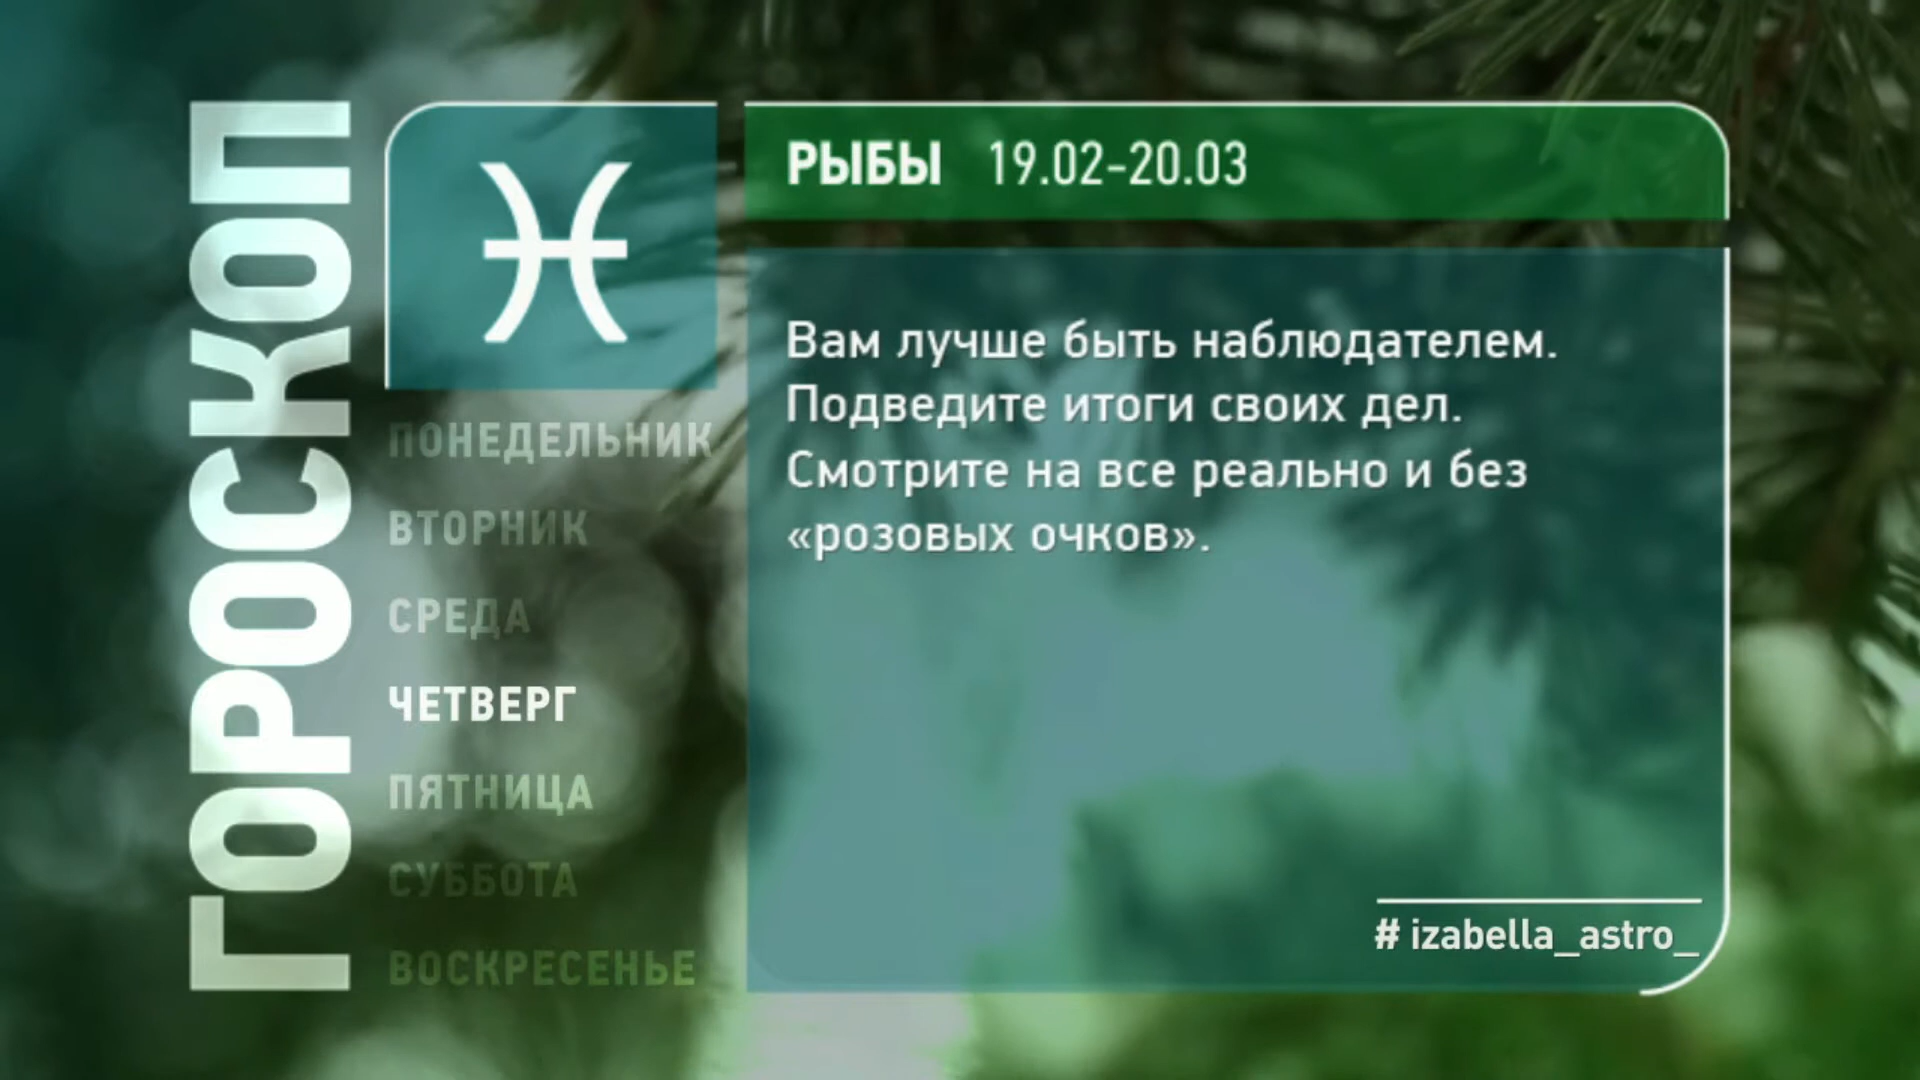 ГОРОСКОП
ПОНЕДЕЛЬНИК
ВТОРНИК
СРЕДА
ЧЕТВЕРГ
ПЯТНИЦА
СУББОТА
ВОСКРЕСЕНЬЕ
РЫБЫ 19.02-20.03
Вам лучше быть наблюдателем.
Подведите итоги своих дел.
Смотрите на все реально и без
«розовых очков».
# izabella_astro_